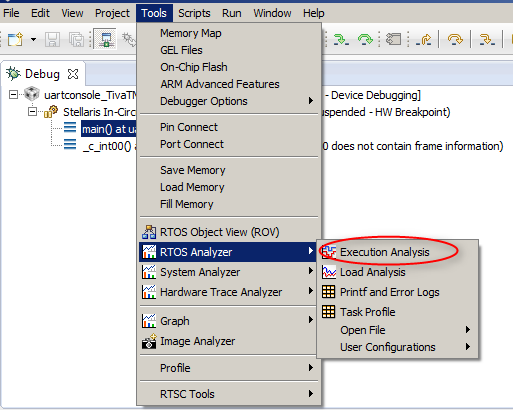 File Edit View Project Tools Scripts Run Window Help
Debug
uartconsole_TivaTM
- Device Debugging]
Stellaris In-Circ
spended - HW Breakpoint)
main() at ua
_c_int00() a
0 does not contain frame information)
Memory Map
GEL Files
On-Chip Flash
ARM Advanced Features
Debugger Options
Pin Connect
Port Connect
Save Memory
Load Memory
Fill Memory
RTOS Object View (ROV)
RTOS Analyzer
System Analyzer
Hardware Trace Analyzer
Graph
Image Analyzer
Profile
RTSC Tools
Execution Analysis
Load Analysis
Printf and Error Logs
Task Profile
Open File
User Configurations